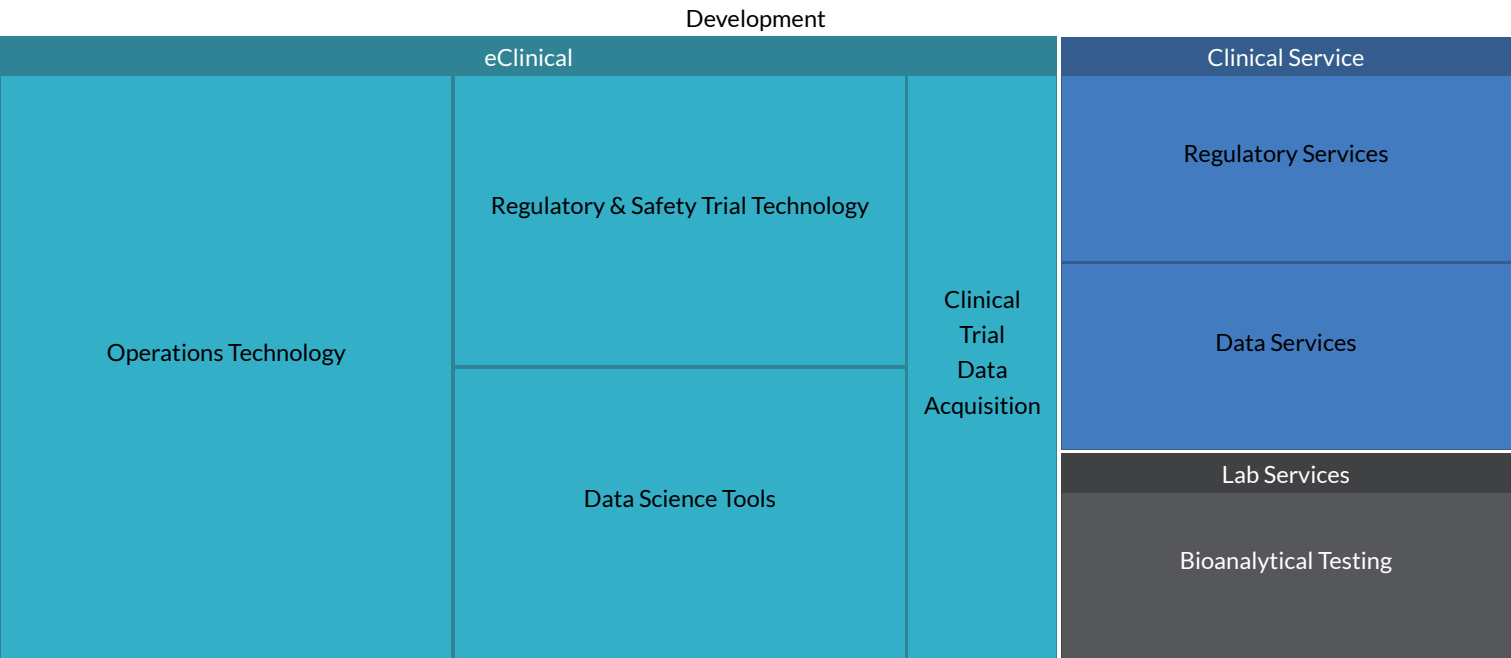 Development
eClinical
Operations Technology
Regulatory & Safety Trial Technology
Data Science Tools
Clinical
Trial
Data
Acquisition
Clinical Service
Regulatory Services
Data Services
Lab Services
Bioanalytical Testing